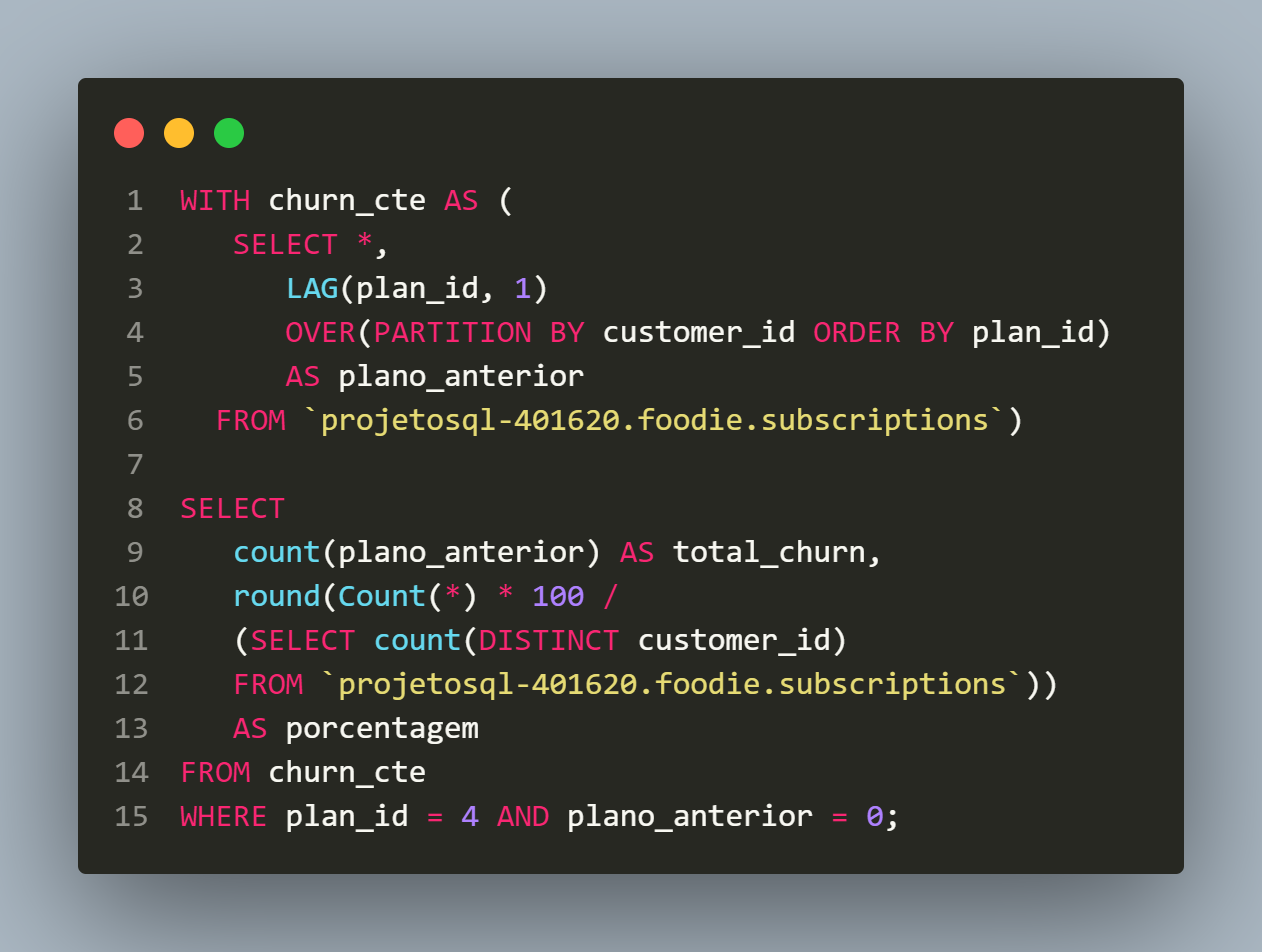 1 WITH churn_cte AS (
2    SELECT *,
3       LAG(plan_id, 1)
4       OVER(PARTITION BY customer_id ORDER BY plan_id)
5       AS plano_anterior
6   FROM `projetosql-401620.foodie.subscriptions`)
7
8 SELECT
9    count(plano_anterior) AS total_churn,
10    round(Count(*) * 100 /
11    (SELECT count(DISTINCT customer_id)
12    FROM `projetosql-401620.foodie.subscriptions`))
13    AS porcentagem
14 FROM churn_cte
15 WHERE plan_id = 4 AND plano_anterior = 0;